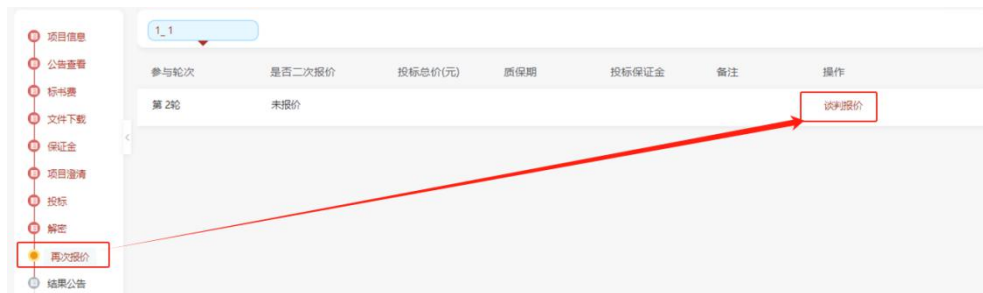 项目信息
公告查看
标书费
文件下载
保证金
项目澄清
投标
解密
再次报价
结果公告
1_ 1
参与轮次 是否二次报价 投标总价(元) 质保期 投标保证金 备注 操作
第 2轮 未报价 谈判报价